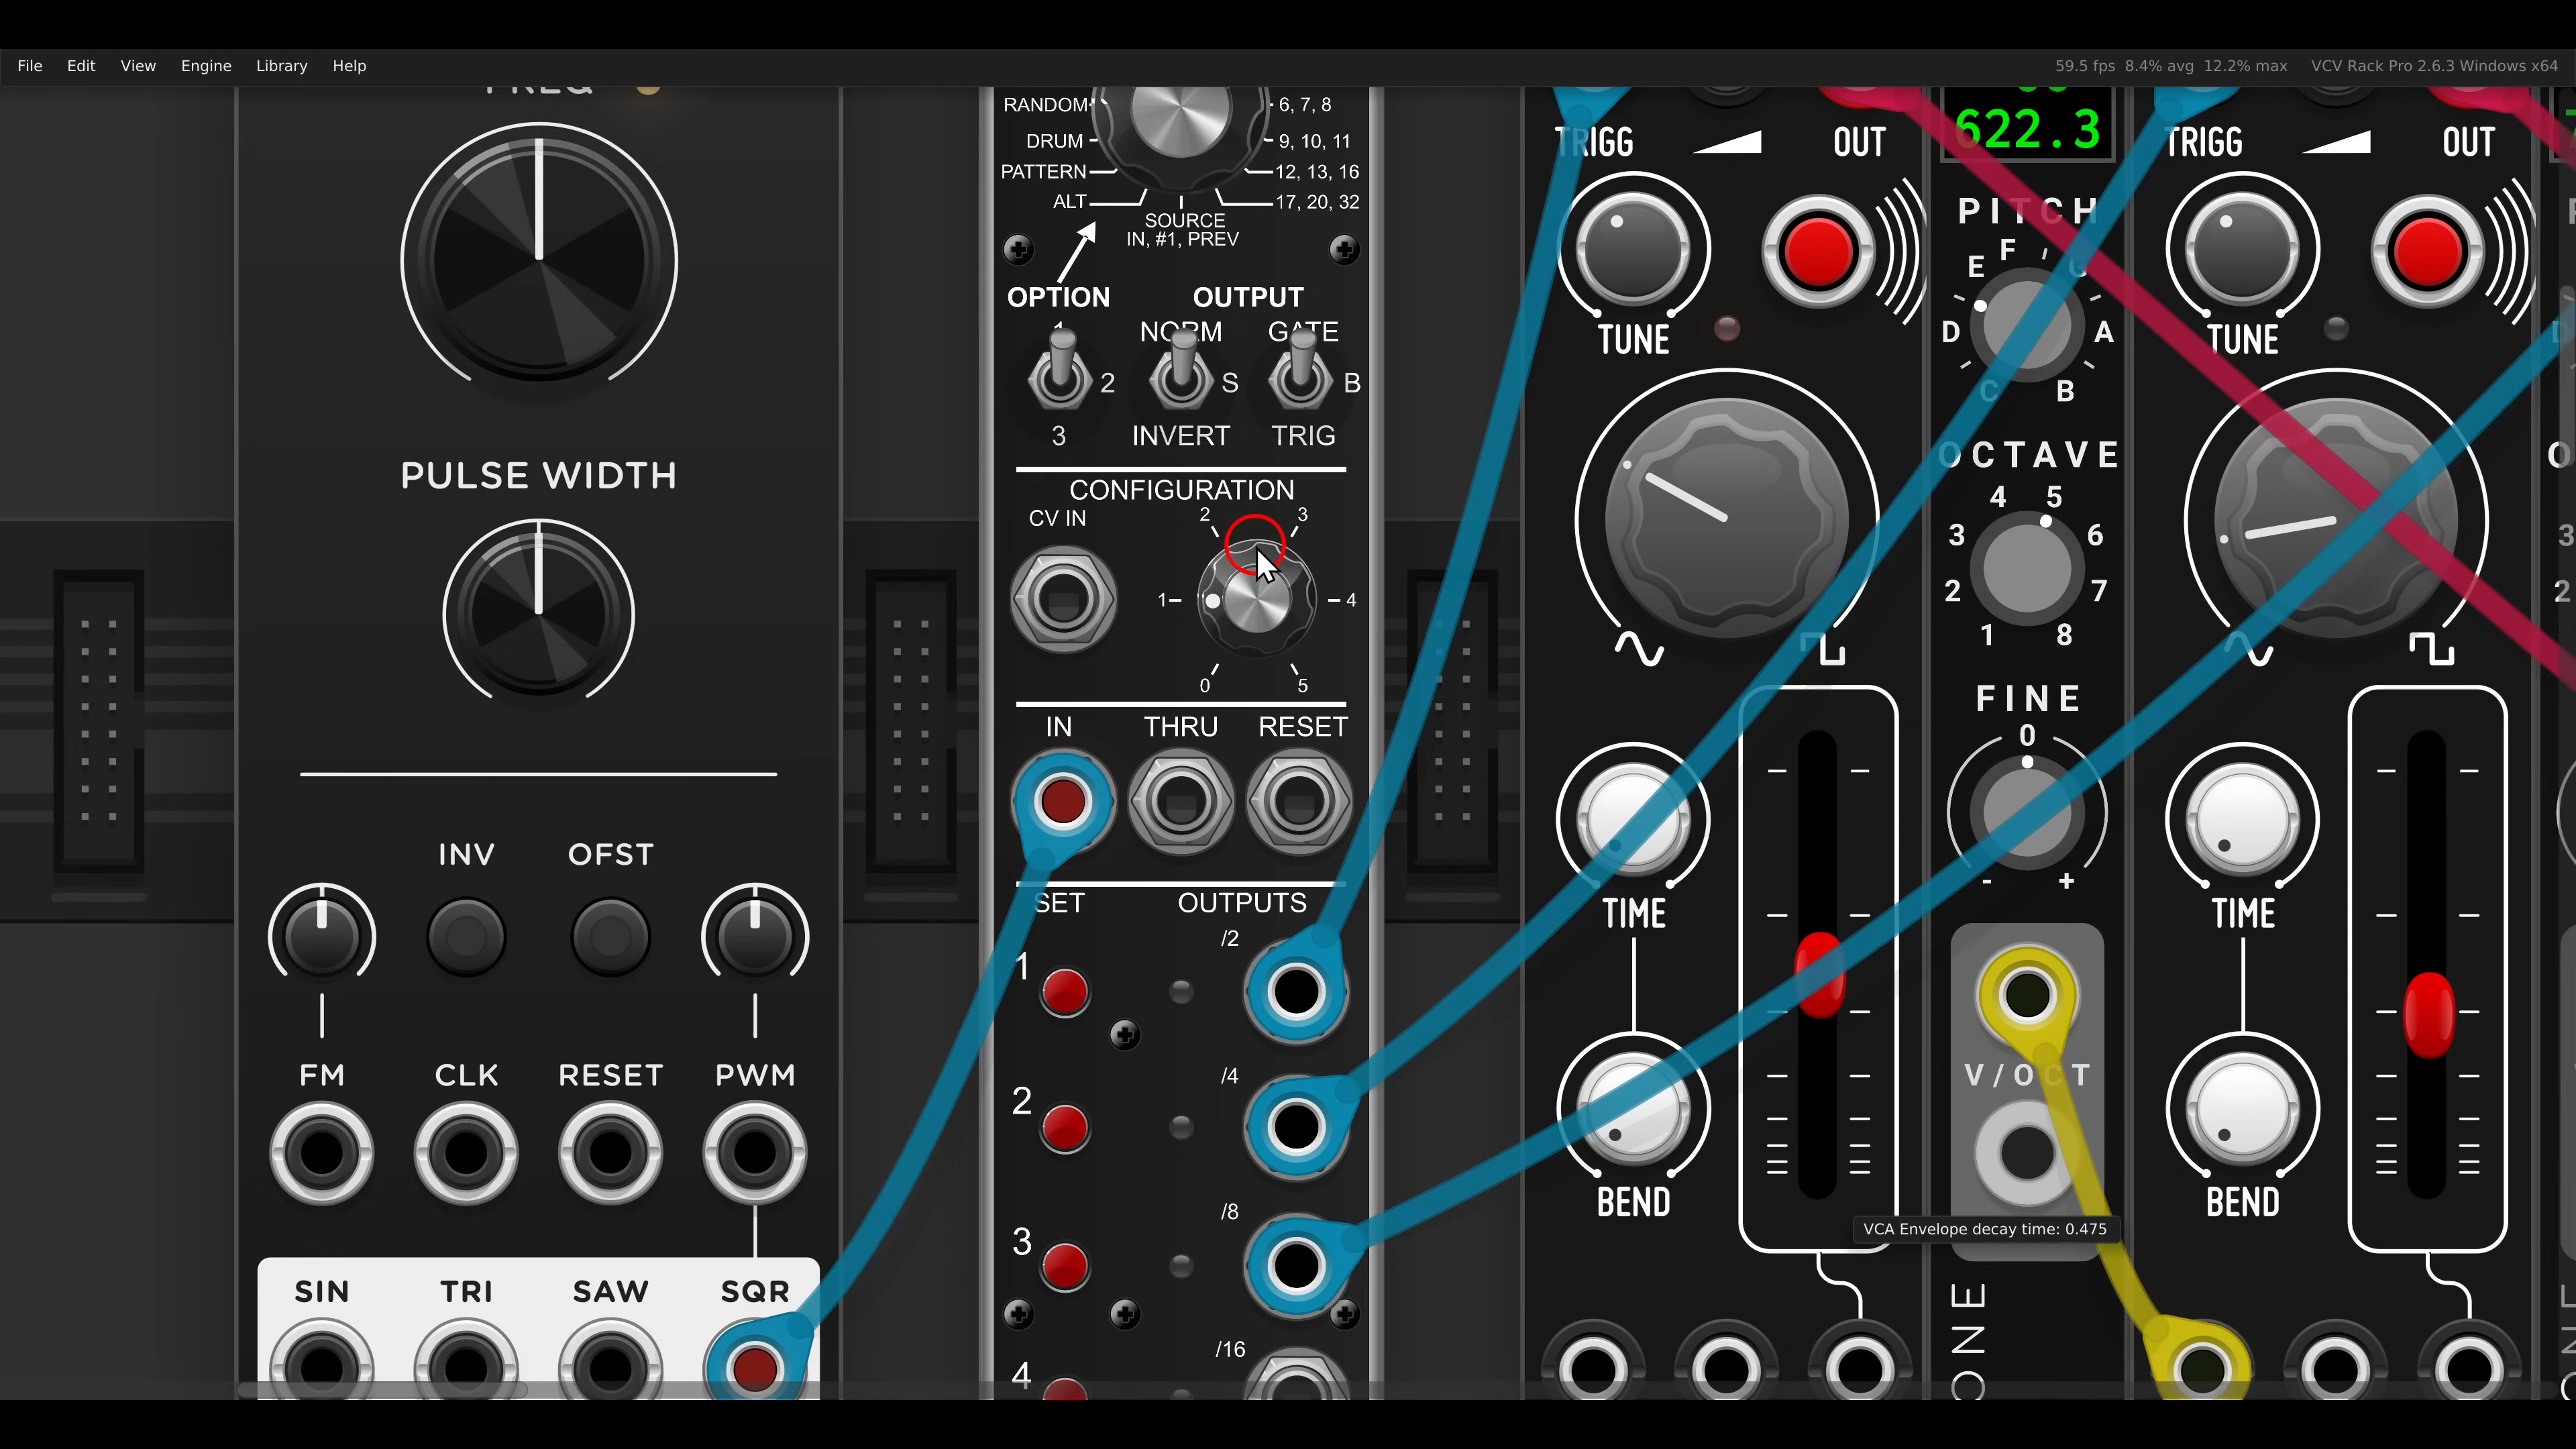 File Edit View Engine Library Help
59.5 fps 8.4% avg 12.2% max VCV Rack Pro 2.6.3 Windows x64
FREQ
PULSE WIDTH
INV OFST
FM CLK RESET PWM
SIN TRI SAW SQR
RANDOM 6, 7, 8
DRUM 9, 10, 11
PATTERN 12, 13, 16
ALT 17, 20, 32
SOURCE
IN, #1, PREV
OPTION OUTPUT
1 NORM GATE
2 S B
3 INVERT TRIG
CONFIGURATION
CV IN
2 3
1 4
0 5
IN THRU RESET
SET OUTPUTS
/2
1
/4
2
/8
3
/16
4
TRIGG OUT
TUNE
TIME
BEND
622.3
PITCH
F
E G
D A
C B
OCTAVE
4 5
3 6
2 7
1 8
FINE
0
- +
V/OCT
VCA Envelope decay time: 0.475
TRIGG OUT
TUNE
TIME
BEND
3
2